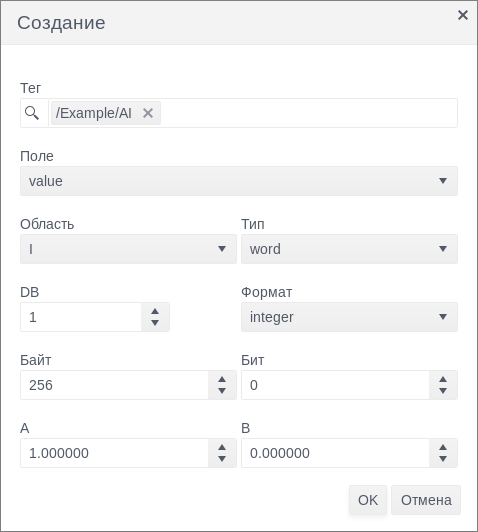 Создание
Тег
/Example/AI
Поле
value
Область Тип
I word
DB Формат
1 integer
Байт Бит
256 0
A B
1.000000 0.000000
OK Отмена